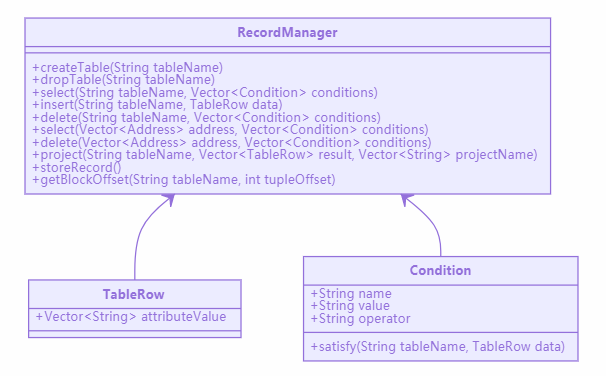 RecordManager
+createTable(String tableName)
+dropTable(String tableName)
+select(String tableName, Vector<Condition> conditions)
+insert(String tableName, TableRow data)
+delete(String tableName, Vector<Condition> conditions)
+select(Vector<Address> address, Vector<Condition> conditions)
+delete(Vector<Address> address, Vector<Condition> conditions)
+project(String tableName, Vector<TableRow> result, Vector<String> projectName)
+storeRecord()
+getBlockOffset(String tableName, int tupleOffset)
TableRow
+Vector<String> attributeValue
Condition
+String name
+String value
+String operator
+satisfy(String tableName, TableRow data)